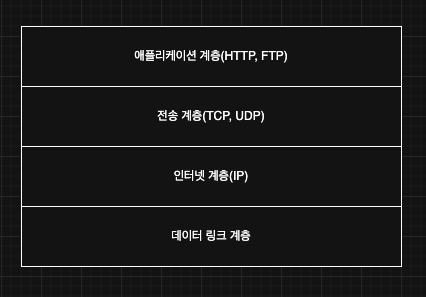 애플리케이션 계층(HTTP, FTP)
전송 계층(TCP, UDP)
인터넷 계층(IP)
데이터 링크 계층